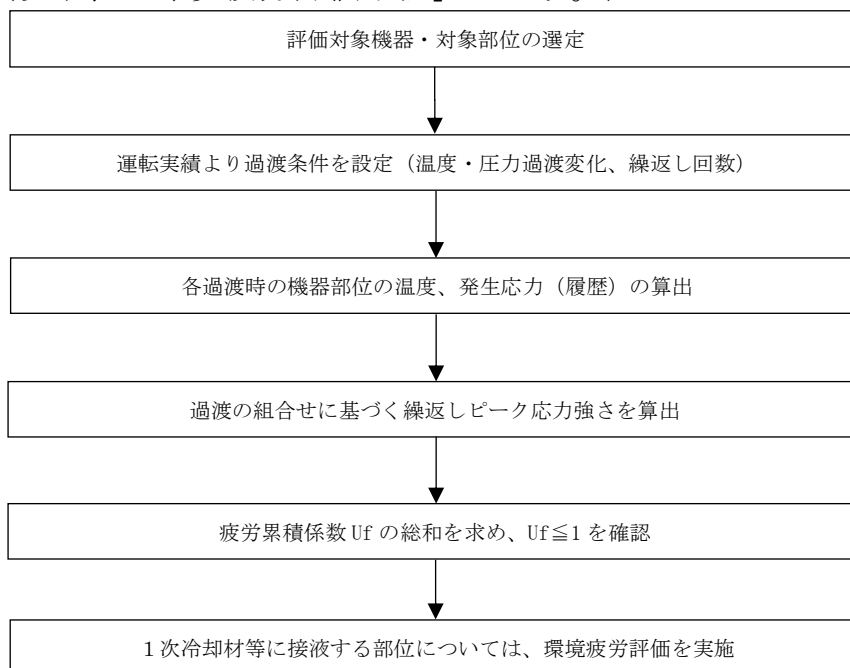 評価対象機器・対象部位の選定
運転実績より過渡条件を設定（温度・圧力過渡変化、繰返し回数）
各過渡時の機器部位の温度、発生応力（履歴）の算出
過渡の組合せに基づく繰返しピーク応力強さを算出
疲労累積係数 Uf の総和を求め、Uf≦1 を確認
１次冷却材等に接液する部位については、環境疲労評価を実施